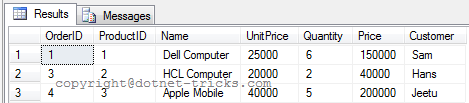 Results Messages
OrderID ProductID Name UnitPrice Quantity Price Customer
1 1 1 Dell Computer 25000 6 150000 Sam
2 3 2 HCL Computer 20000 2 40000 Hans
3 4 3 Apple Mobile 40000 5 200000 Jeetu
copyright@dotnet-tricks.com